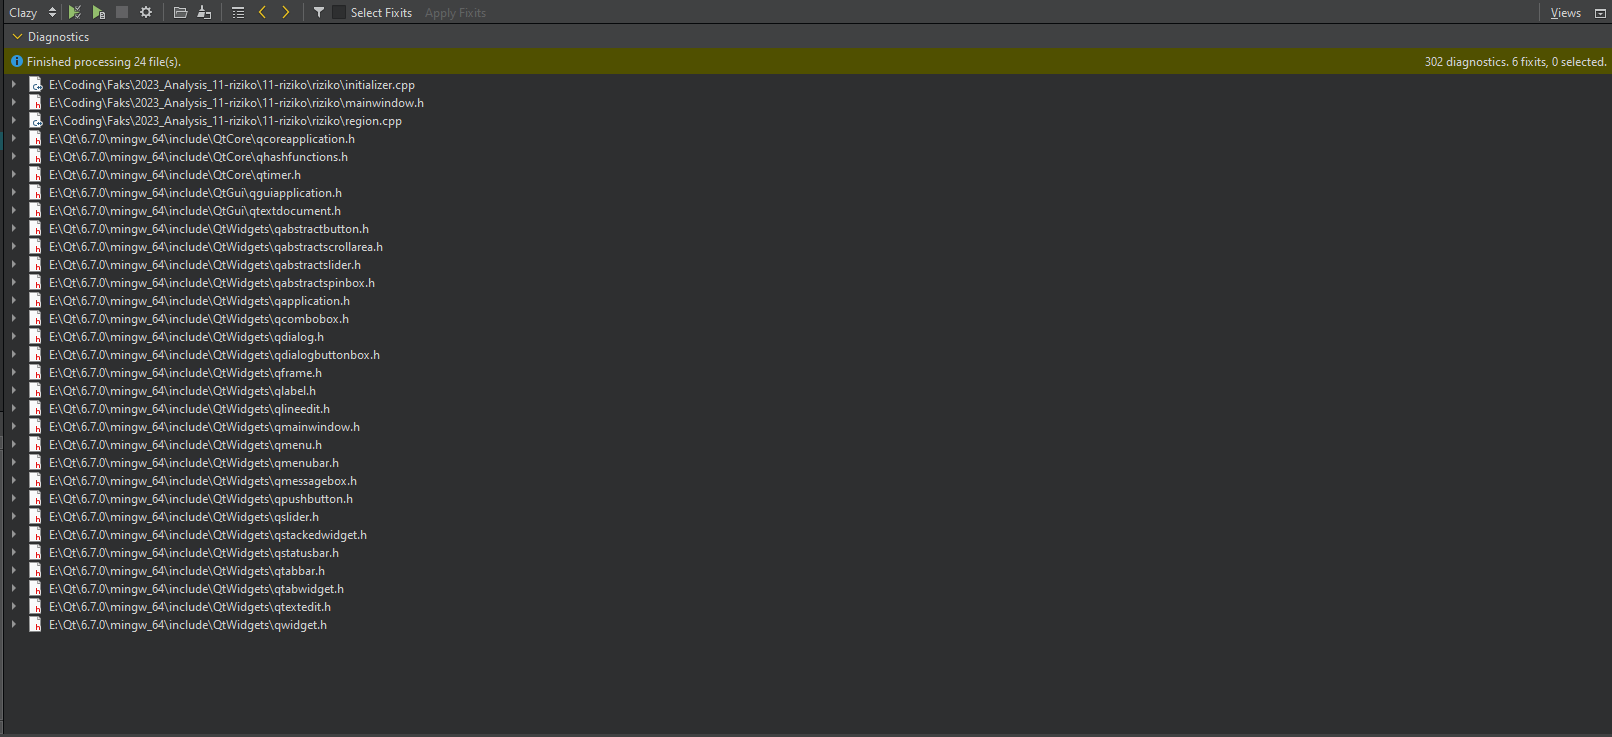 Clazy Select Fixits Apply Fixits Views
Diagnostics
Finished processing 24 file(s). 302 diagnostics. 6 fixits, 0 selected.
E:\Coding\Faks\2023_Analysis_11-riziko\11-riziko\riziko\initializer.cpp
E:\Coding\Faks\2023_Analysis_11-riziko\11-riziko\riziko\mainwindow.h
E:\Coding\Faks\2023_Analysis_11-riziko\11-riziko\riziko\region.cpp
E:\Qt\6.7.0\mingw_64\include\QtCore\qcoreapplication.h
E:\Qt\6.7.0\mingw_64\include\QtCore\qhashfunctions.h
E:\Qt\6.7.0\mingw_64\include\QtCore\qtimer.h
E:\Qt\6.7.0\mingw_64\include\QtGui\qguiapplication.h
E:\Qt\6.7.0\mingw_64\include\QtGui\qtextdocument.h
E:\Qt\6.7.0\mingw_64\include\QtWidgets\qabstractbutton.h
E:\Qt\6.7.0\mingw_64\include\QtWidgets\qabstractscrollarea.h
E:\Qt\6.7.0\mingw_64\include\QtWidgets\qabstractslider.h
E:\Qt\6.7.0\mingw_64\include\QtWidgets\qabstractspinbox.h
E:\Qt\6.7.0\mingw_64\include\QtWidgets\qapplication.h
E:\Qt\6.7.0\mingw_64\include\QtWidgets\qcombobox.h
E:\Qt\6.7.0\mingw_64\include\QtWidgets\qdialog.h
E:\Qt\6.7.0\mingw_64\include\QtWidgets\qdialogbuttonbox.h
E:\Qt\6.7.0\mingw_64\include\QtWidgets\qframe.h
E:\Qt\6.7.0\mingw_64\include\QtWidgets\qlabel.h
E:\Qt\6.7.0\mingw_64\include\QtWidgets\qlineedit.h
E:\Qt\6.7.0\mingw_64\include\QtWidgets\qmainwindow.h
E:\Qt\6.7.0\mingw_64\include\QtWidgets\qmenu.h
E:\Qt\6.7.0\mingw_64\include\QtWidgets\qmenubar.h
E:\Qt\6.7.0\mingw_64\include\QtWidgets\qmessagebox.h
E:\Qt\6.7.0\mingw_64\include\QtWidgets\qpushbutton.h
E:\Qt\6.7.0\mingw_64\include\QtWidgets\qslider.h
E:\Qt\6.7.0\mingw_64\include\QtWidgets\qstackedwidget.h
E:\Qt\6.7.0\mingw_64\include\QtWidgets\qstatusbar.h
E:\Qt\6.7.0\mingw_64\include\QtWidgets\qtabbar.h
E:\Qt\6.7.0\mingw_64\include\QtWidgets\qtabwidget.h
E:\Qt\6.7.0\mingw_64\include\QtWidgets\qtextedit.h
E:\Qt\6.7.0\mingw_64\include\QtWidgets\qwidget.h